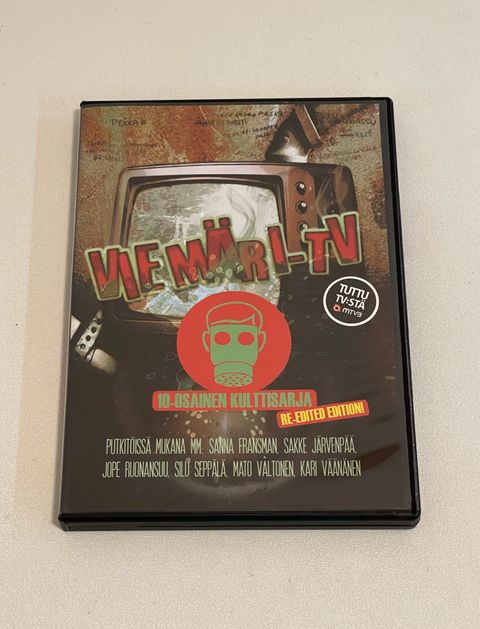 PEKKA III
VIEMÄRI-TV
TUTTU
TV:STÄ
MTV3
10-OSAINEN KULTTISARJA
RE-EDITED EDITION!
PUTKITÖISSÄ MUKANA MM. SANNA FRANSMAN, SAKKE JÄRVENPÄÄ,
JOPE RUONANSUU, SILU SEPPÄLÄ, MATO VALTONEN, KARI VÄÄNÄNEN